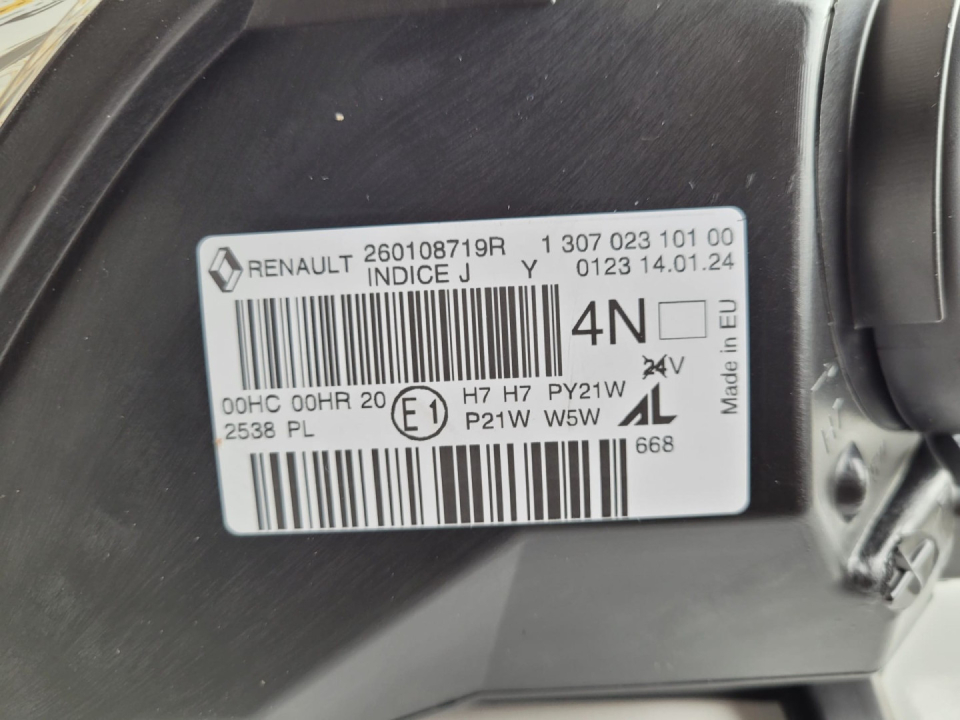 RENAULT 260108719R 1 307 023 101 00
INDICE J Y 0123 14.01.24
4N
24V
Made in EU
00HC 00HR 20 E1 H7 H7 PY21W
2538 PL P21W W5W AL
668